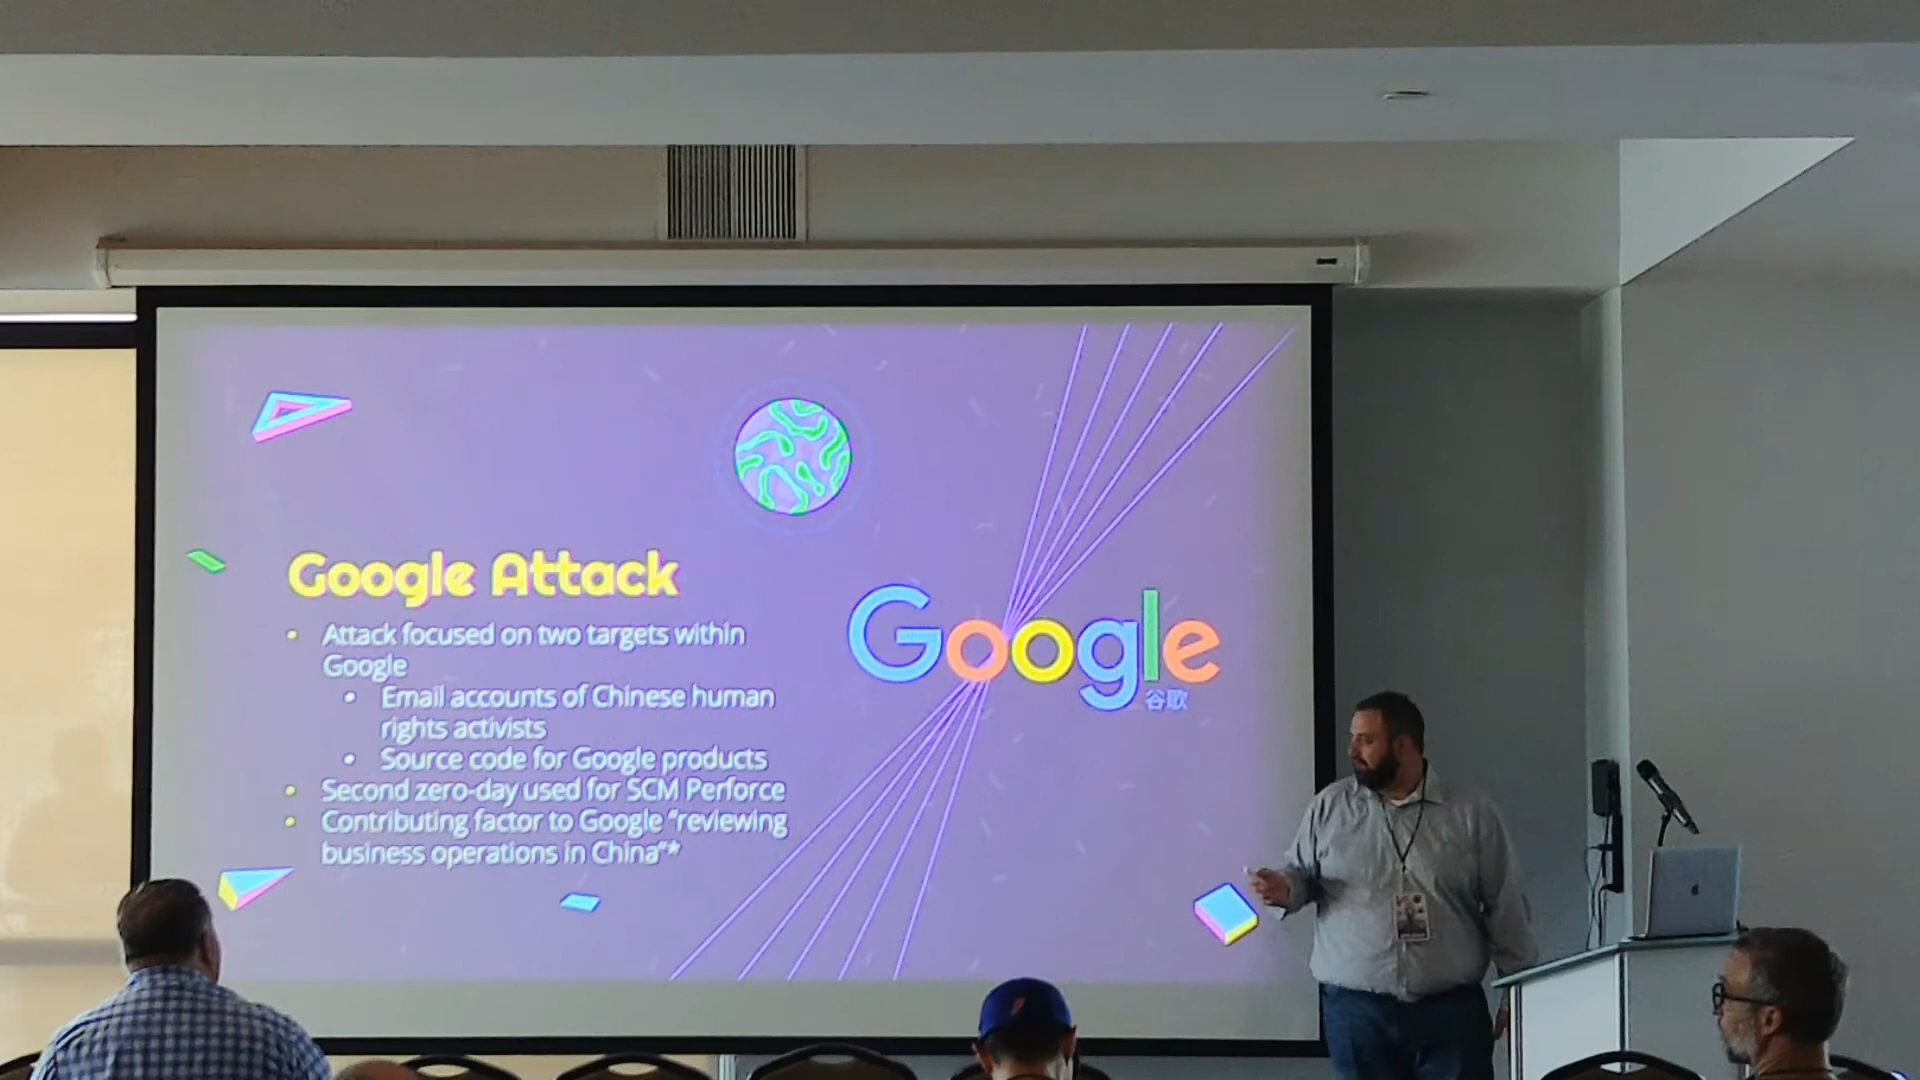 Google Attack
• Attack focused on two targets within
Google
• Email accounts of Chinese human
rights activists
• Source code for Google products
• Second zero-day used for SCM Perforce
• Contributing factor to Google “reviewing
business operations in China”*
Google
谷歌